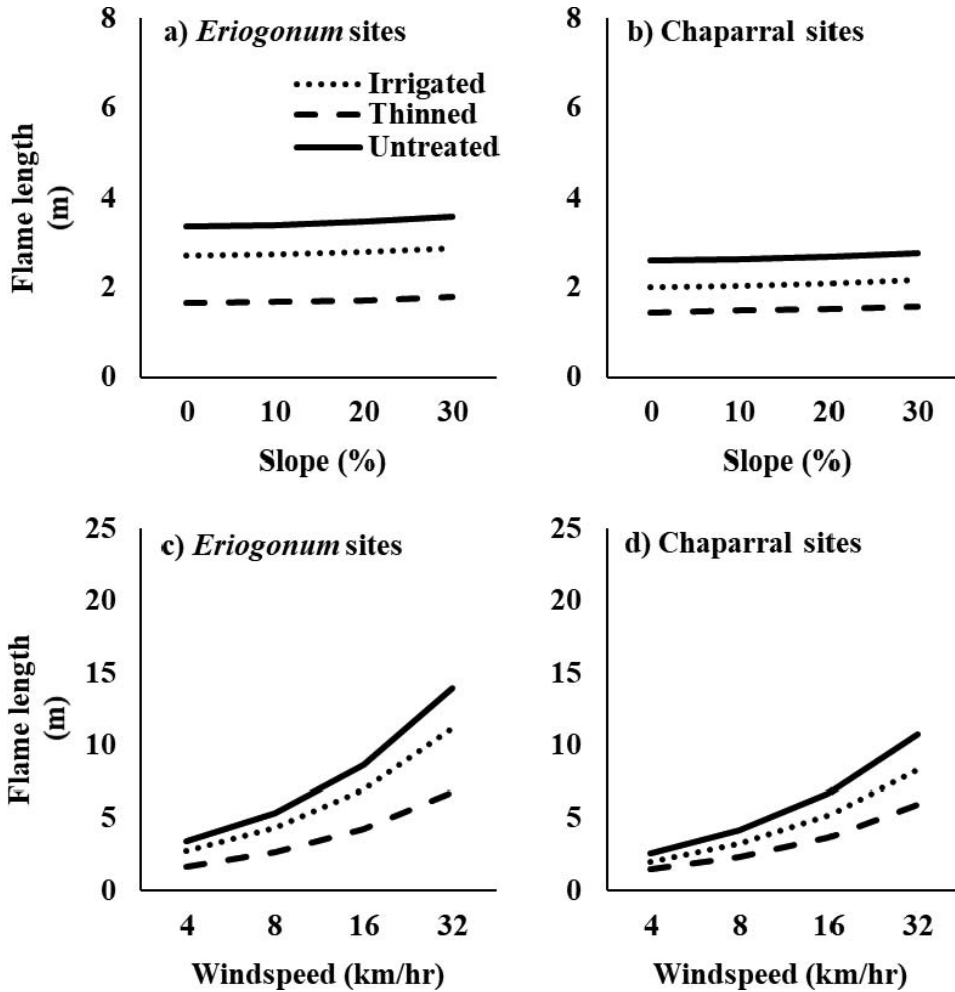 a) Eriogonum sites
Irrigated
Thinned
Untreated
Flame length
(m)
8
6
4
2
0
0 10 20 30
Slope (%)
b) Chaparral sites
8
6
4
2
0
0 10 20 30
Slope (%)
c) Eriogonum sites
Flame length
(m)
25
20
15
10
5
0
4 8 16 32
Windspeed (km/hr)
d) Chaparral sites
25
20
15
10
5
0
4 8 16 32
Windspeed (km/hr)